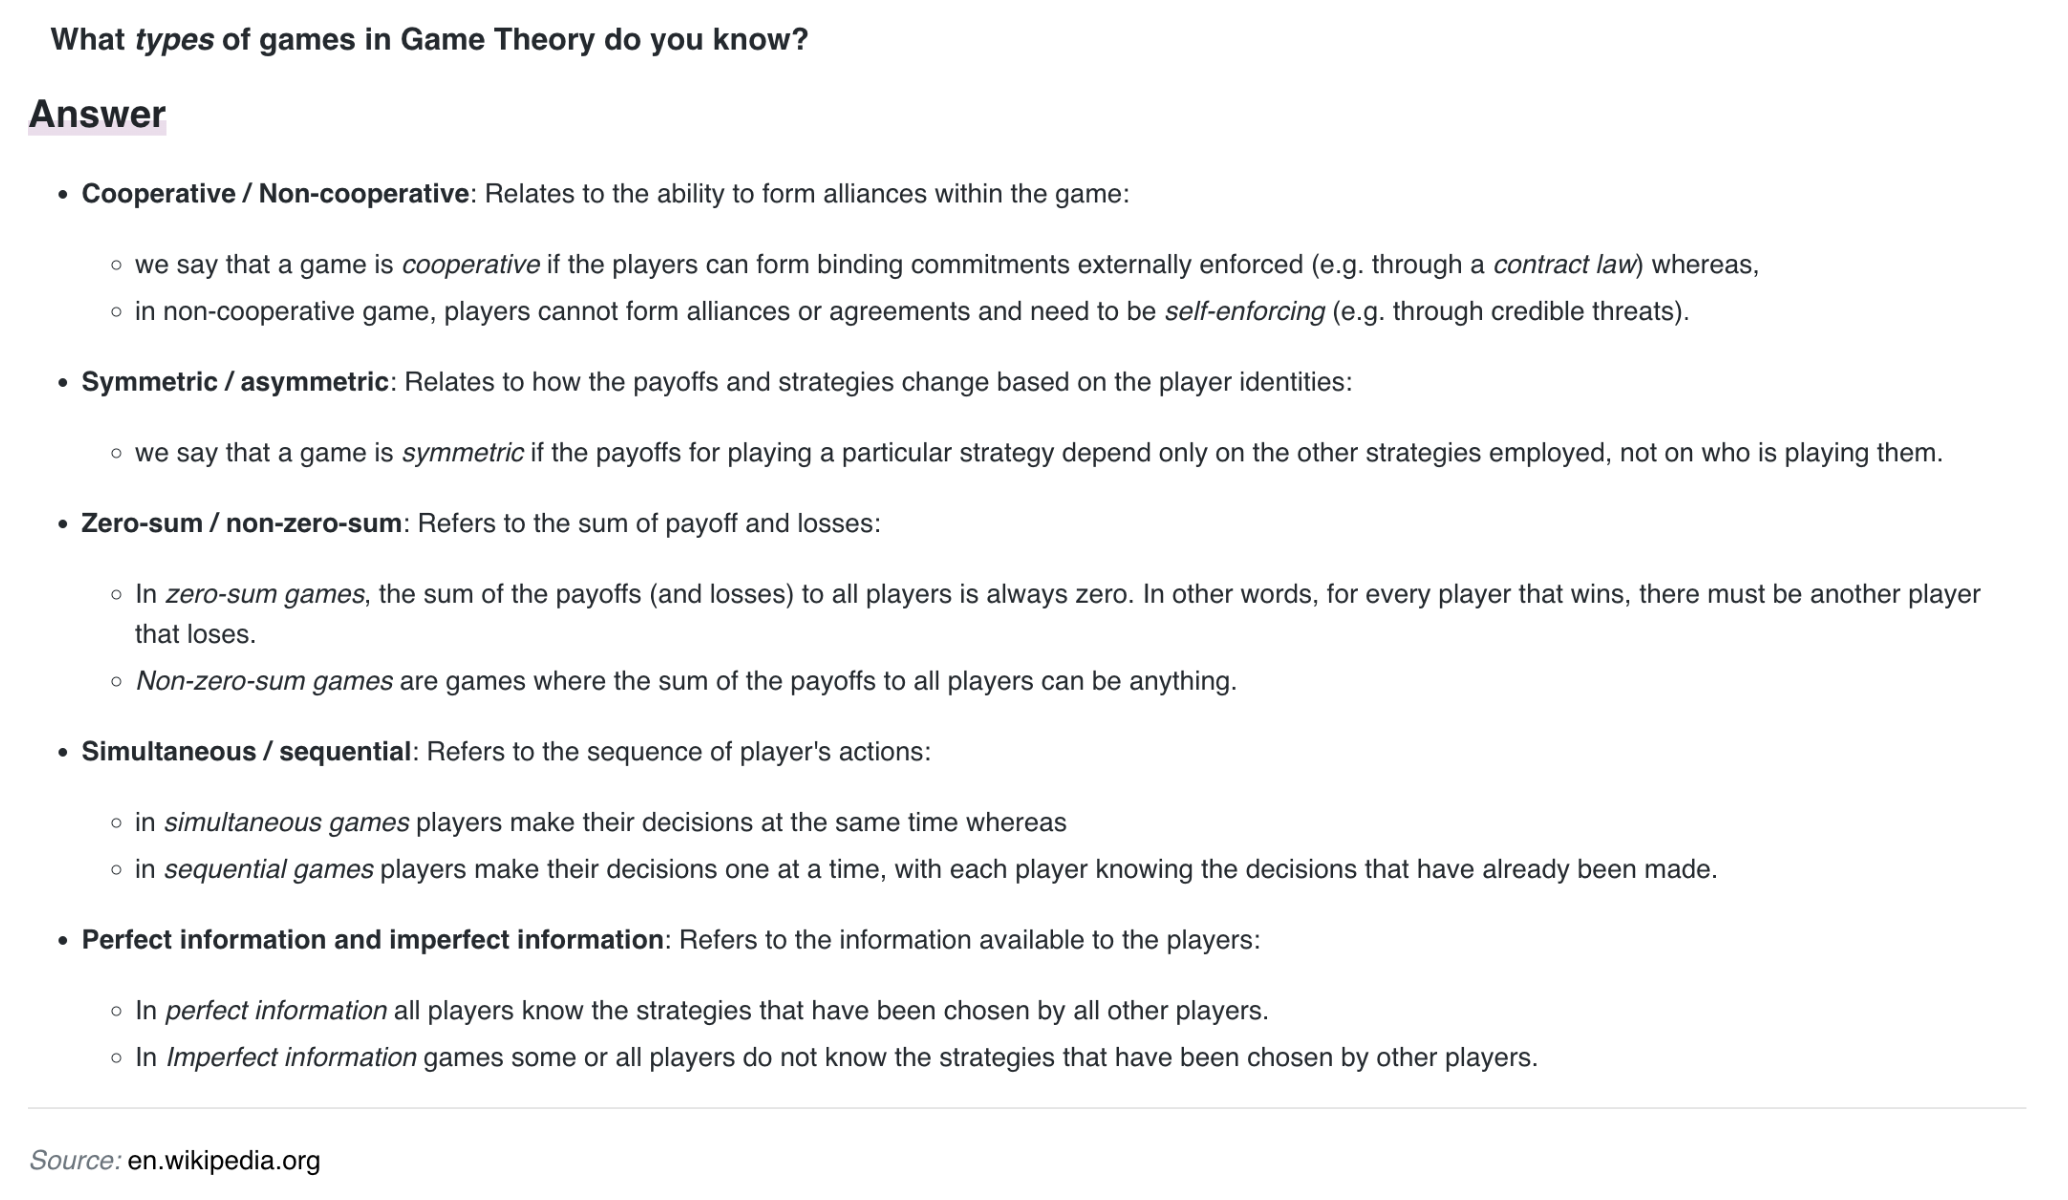 What types of games in Game Theory do you know?
Answer
• Cooperative / Non-cooperative: Relates to the ability to form alliances within the game:
◦ we say that a game is cooperative if the players can form binding commitments externally enforced (e.g. through a contract law) whereas,
◦ in non-cooperative game, players cannot form alliances or agreements and need to be self-enforcing (e.g. through credible threats).
• Symmetric / asymmetric: Relates to how the payoffs and strategies change based on the player identities:
◦ we say that a game is symmetric if the payoffs for playing a particular strategy depend only on the other strategies employed, not on who is playing them.
• Zero-sum / non-zero-sum: Refers to the sum of payoff and losses:
◦ In zero-sum games, the sum of the payoffs (and losses) to all players is always zero. In other words, for every player that wins, there must be another player
that loses.
◦ Non-zero-sum games are games where the sum of the payoffs to all players can be anything.
• Simultaneous / sequential: Refers to the sequence of player's actions:
◦ in simultaneous games players make their decisions at the same time whereas
◦ in sequential games players make their decisions one at a time, with each player knowing the decisions that have already been made.
• Perfect information and imperfect information: Refers to the information available to the players:
◦ In perfect information all players know the strategies that have been chosen by all other players.
◦ In Imperfect information games some or all players do not know the strategies that have been chosen by other players.
Source: en.wikipedia.org